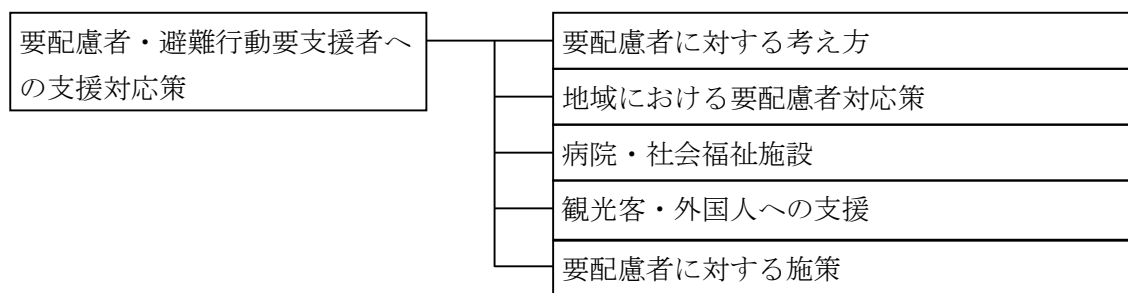 要配慮者・避難行動要支援者へ
の支援対応策
要配慮者に対する考え方
地域における要配慮者対応策
病院・社会福祉施設
観光客・外国人への支援
要配慮者に対する施策